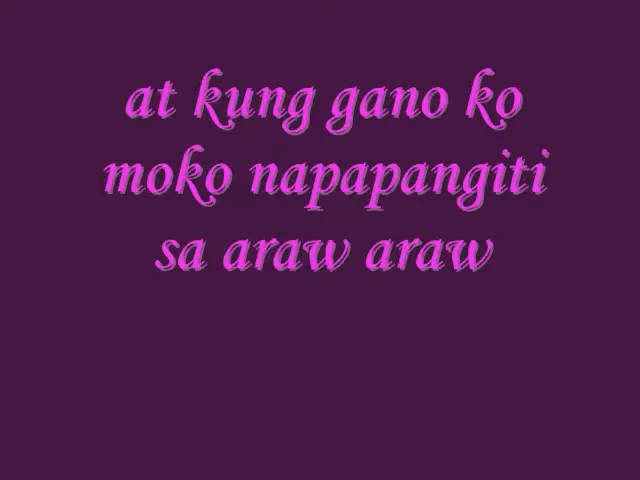 at kung gano ko
moko napapangiti
sa araw araw